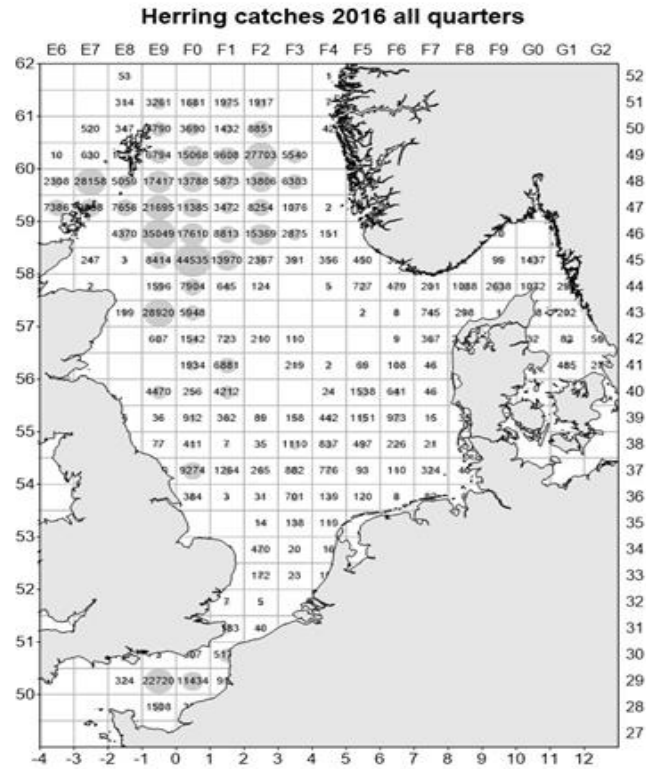 Herring catches 2016 all quarters
E6 E7 E8 E9 F0 F1 F2 F3 F4 F5 F6 F7 F8 F9 G0 G1 G2
62 53 1 52
61 314 3261 1681 1975 1917 51
520 347 3690 1432 8851 50
60 10 630 6794 15068 9608 27703 5540 49
2308 28158 5059 17417 13788 5873 13806 6383 48
59 7386 7656 21695 11385 3472 8254 1076 2 47
4370 35049 17610 8813 15369 2875 151 46
58 247 3 8414 44535 13970 2367 391 356 450 99 1437 45
2 1596 7904 645 124 5 727 479 291 1088 2638 1072 44
57 199 28920 5948 2 8 745 298 202 43
687 1542 723 210 110 9 367 82 42
56 1934 6881 219 2 69 108 46 485 41
4470 256 4212 24 1538 641 46 40
55 36 912 362 89 158 442 1151 973 15 39
77 411 7 35 1110 837 497 226 21 38
54 9274 1264 265 882 776 93 110 324 37
384 3 31 701 139 120 8 36
53 14 138 35
470 20 34
52 172 23 33
7 5 32
51 40 31
30
50 324 22720 11434 29
1508 28
27
26
-4 -3 -2 -1 0 1 2 3 4 5 6 7 8 9 10 11 12